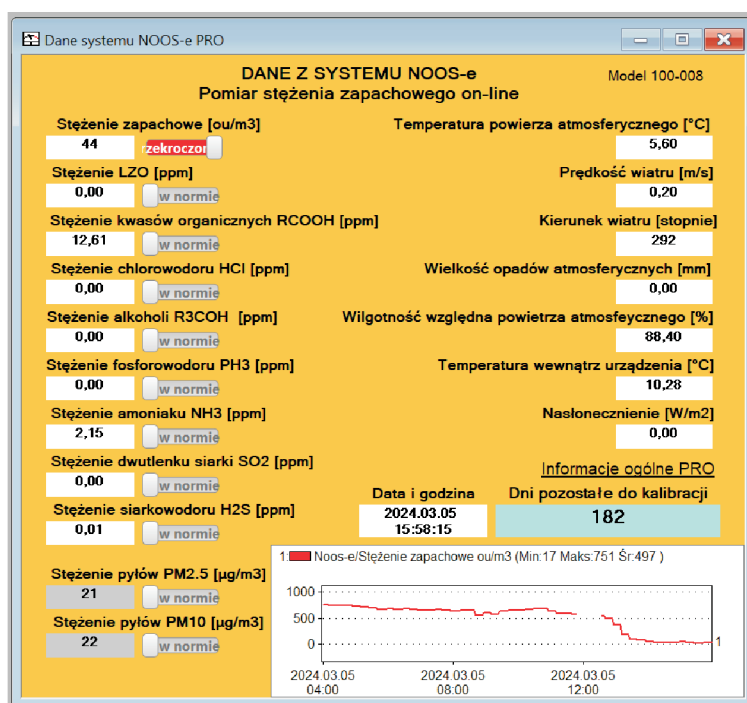 Dane systemu NOOS-e PRO
DANE Z SYSTEMU NOOS-e
Pomiar stężenia zapachowego on-line
Model 100-008
Stężenie zapachowe [ou/m3]
44
rzekroczon
Stężenie LZO [ppm]
0,00
w normie
Stężenie kwasów organicznych RCOOH [ppm]
12,61
w normie
Stężenie chlorowodoru HCl [ppm]
0,00
w normie
Stężenie alkoholi R3COH [ppm]
0,00
w normie
Stężenie fosforowodoru PH3 [ppm]
0,00
w normie
Stężenie amoniaku NH3 [ppm]
2,15
w normie
Stężenie dwutlenku siarki SO2 [ppm]
0,00
w normie
Stężenie siarkowodoru H2S [ppm]
0,01
w normie
Stężenie pyłów PM2.5 [µg/m3]
21
w normie
Stężenie pyłów PM10 [µg/m3]
22
w normie
Temperatura powierza atmosferycznego [°C]
5,60
Prędkość wiatru [m/s]
0,20
Kierunek wiatru [stopnie]
292
Wielkość opadów atmosferycznych [mm]
0,00
Wilgotność względna powietrza atmosfeycznego [%]
88,40
Temperatura wewnątrz urządzenia [°C]
10,28
Nasłonecznienie [W/m2]
0,00
Informacje ogólne PRO
Data i godzina
2024.03.05
15:58:15
Dni pozostałe do kalibracji
182
1: Noos-e/Stężenie zapachowe ou/m3 (Min:17 Maks:751 Śr:497 )
1000
500
0
1
2024.03.05 2024.03.05 2024.03.05
04:00 08:00 12:00